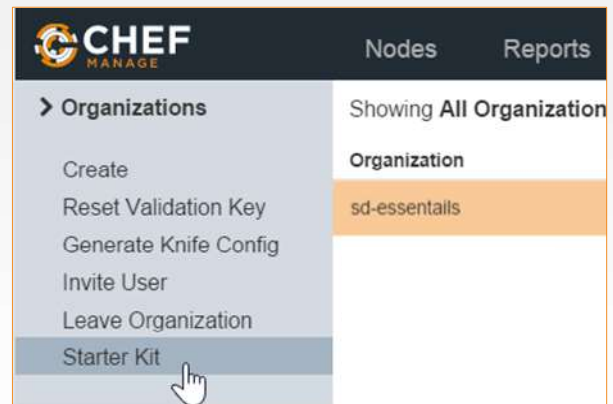 CHEF
MANAGE
Nodes Reports
Organizations
Showing All Organization
Create
Organization
Reset Validation Key
sd-essentails
Generate Knife Config
Invite User
Leave Organization
Starter Kit